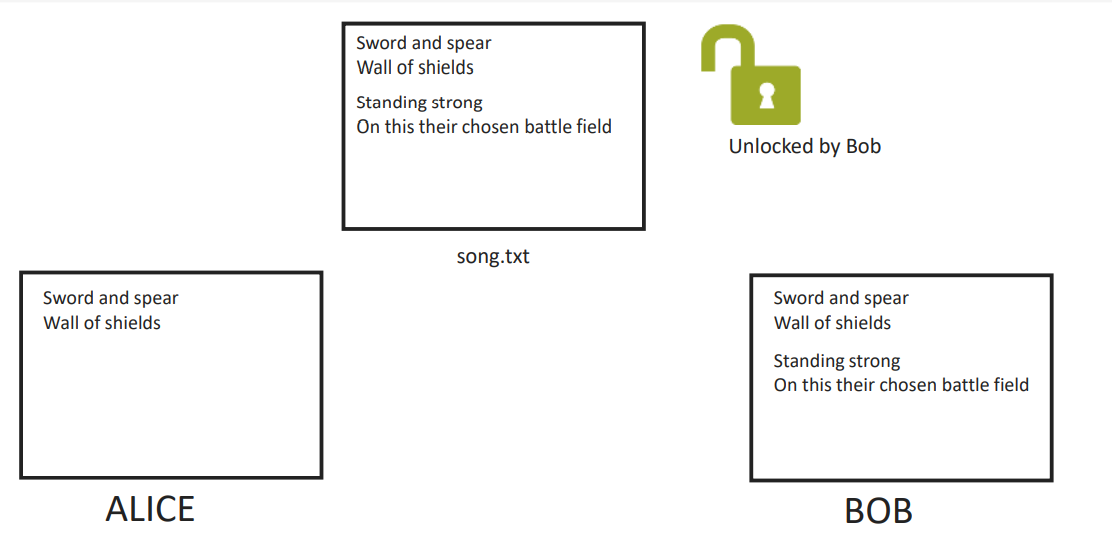 Sword and spear
Wall of shields
Standing strong
On this their chosen battle field
Unlocked by Bob
song.txt
Sword and spear
Wall of shields
ALICE
Sword and spear
Wall of shields
Standing strong
On this their chosen battle field
BOB